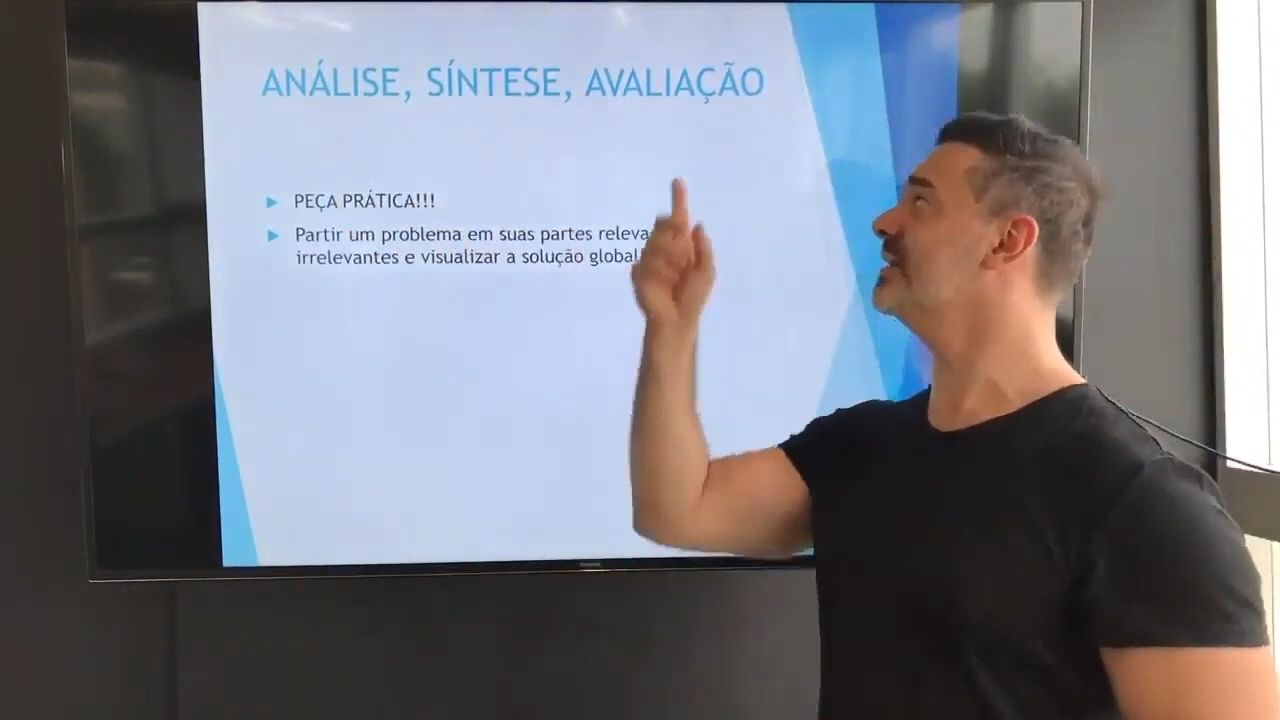 ANÁLISE, SÍNTESE, AVALIAÇÃO
PEÇA PRÁTICA!!!
Partir um problema em suas partes
irrelevantes e visualizar a solução global